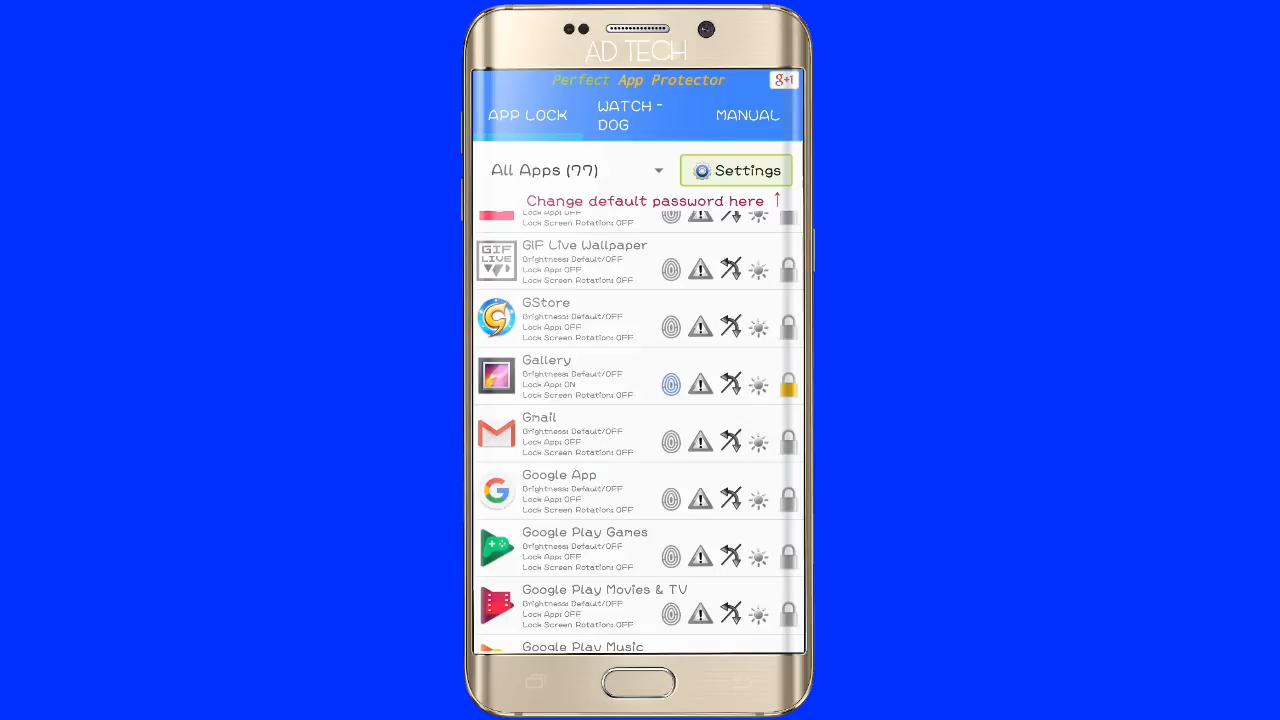 AD TECH
Perfect App Protector
g+1
APP LOCK
WATCH -
DOG
MANUAL
All Apps (77)
Settings
Change default password here ↑
Lock App: OFF
Lock Screen Rotation: OFF
GIF LIVE
GIF Live Wallpaper
Brightness: Default/OFF
Lock App: OFF
Lock Screen Rotation: OFF
GStore
Brightness: Default/OFF
Lock App: OFF
Lock Screen Rotation: OFF
Gallery
Brightness: Default/OFF
Lock App: ON
Lock Screen Rotation: OFF
Gmail
Brightness: Default/OFF
Lock App: OFF
Lock Screen Rotation: OFF
Google App
Brightness: Default/OFF
Lock App: OFF
Lock Screen Rotation: OFF
Google Play Games
Brightness: Default/OFF
Lock App: OFF
Lock Screen Rotation: OFF
Google Play Movies & TV
Brightness: Default/OFF
Lock App: OFF
Lock Screen Rotation: OFF
Google Play Music